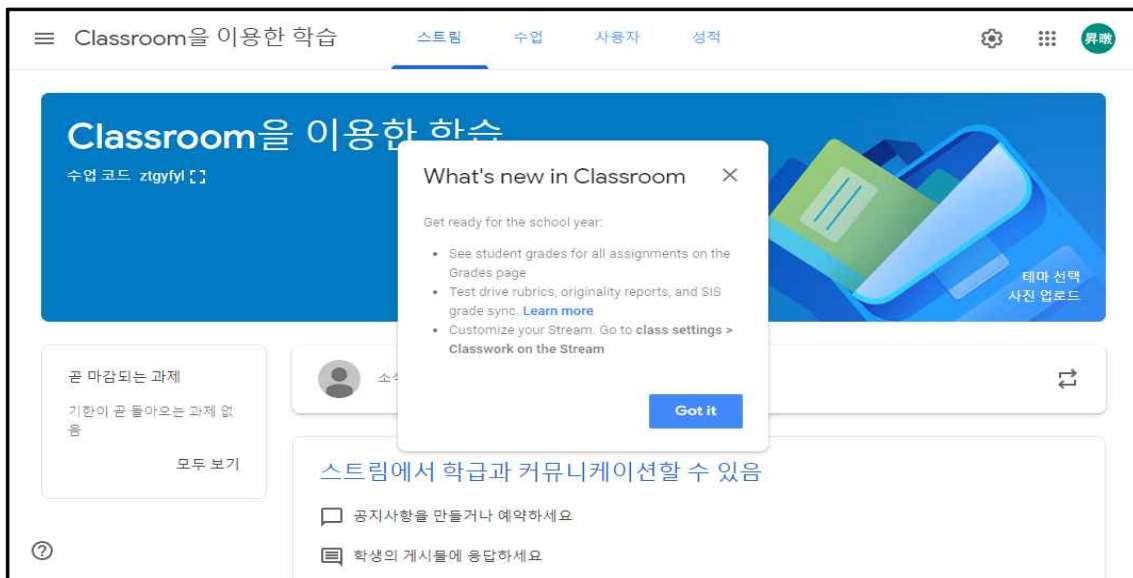 Classroom을 이용한 학습
스트림
수업
사용자
성적
昇暾
Classroom을 이용한 학습
수업 코드 ztgyfyl
테마 선택
사진 업로드
What's new in Classroom
Get ready for the school year:
See student grades for all assignments on the
Grades page
Test drive rubrics, originality reports, and SIS
grade sync. Learn more
Customize your Stream. Go to class settings >
Classwork on the Stream
Got it
곧 마감되는 과제
기한이 곧 돌아오는 과제 없
음
모두 보기
스트림에서 학급과 커뮤니케이션할 수 있음
공지사항을 만들거나 예약하세요
학생의 게시물에 응답하세요